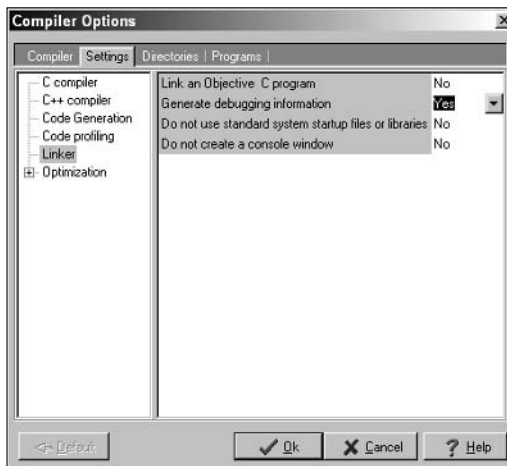 Compiler Options
Compiler Settings Directories Programs
C compiler
C++ compiler
Code Generation
Code profiling
Linker
Optimization
Link an Objective C program No
Generate debugging information Yes
Do not use standard system startup files or libraries No
Do not create a console window No
Default Ok Cancel ? Help